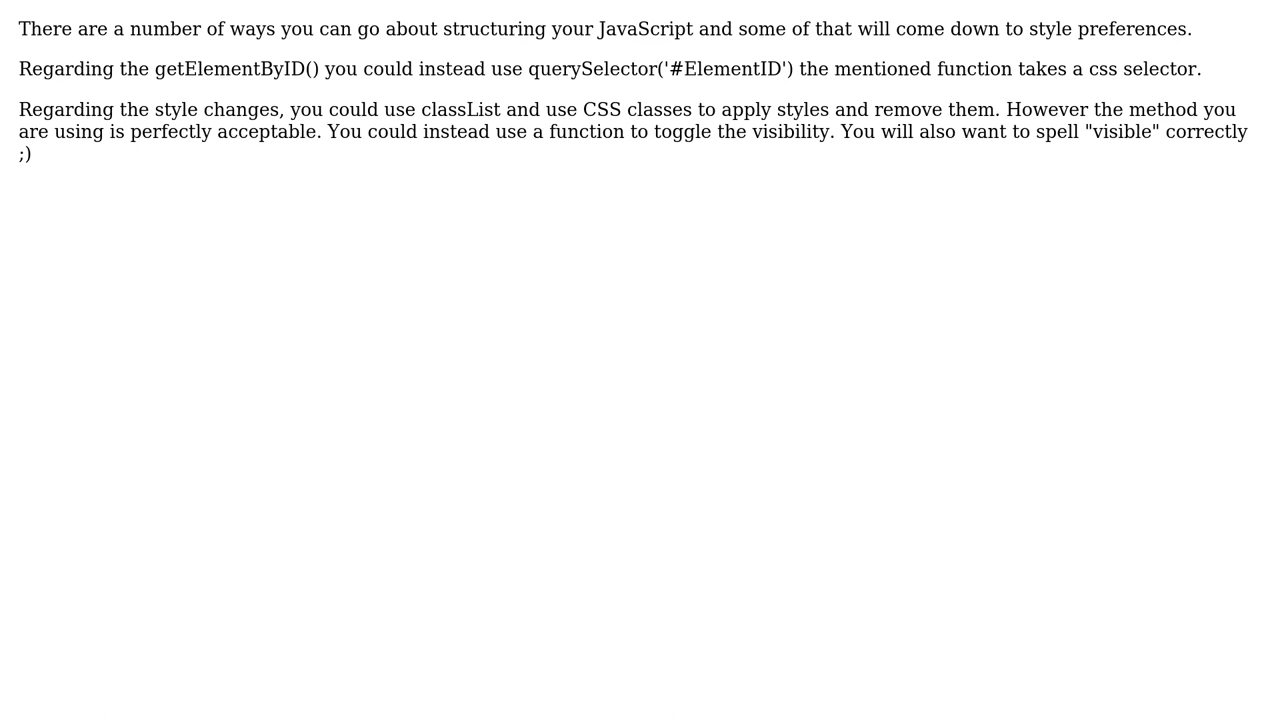 There are a number of ways you can go about structuring your JavaScript and some of that will come down to style preferences.
Regarding the getElementByID() you could instead use querySelector('#ElementID') the mentioned function takes a css selector.
Regarding the style changes, you could use classList and use CSS classes to apply styles and remove them. However the method you
are using is perfectly acceptable. You could instead use a function to toggle the visibility. You will also want to spell "visible" correctly
;)